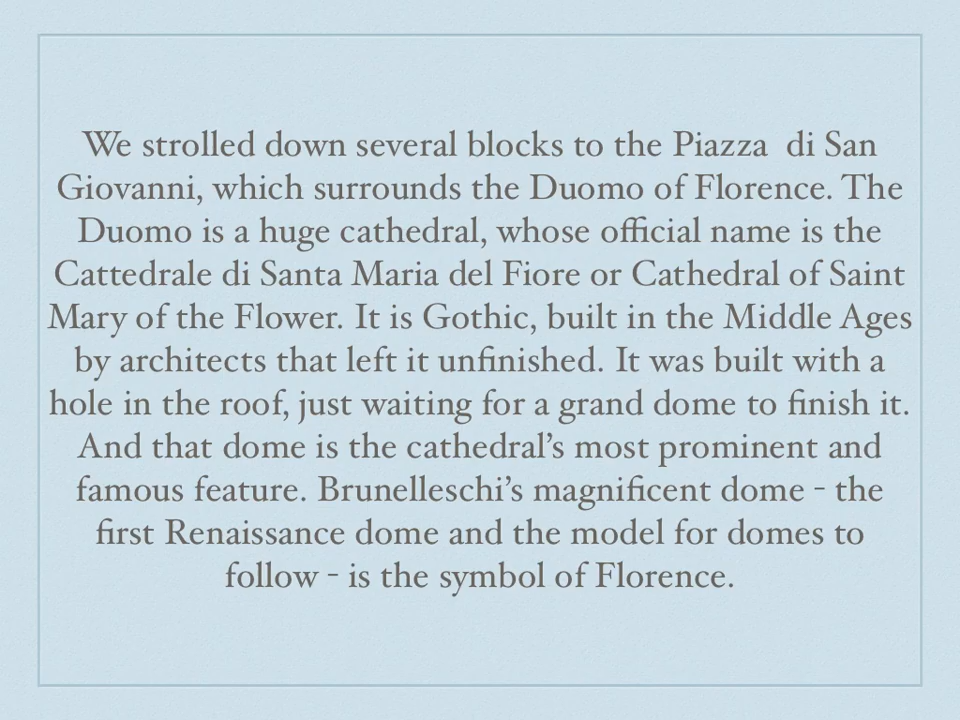 We strolled down several blocks to the Piazza  di San
Giovanni, which surrounds the Duomo of Florence. The
Duomo is a huge cathedral, whose official name is the
Cattedrale di Santa Maria del Fiore or Cathedral of Saint
Mary of the Flower. It is Gothic, built in the Middle Ages
by architects that left it unfinished. It was built with a
hole in the roof, just waiting for a grand dome to finish it.
And that dome is the cathedral’s most prominent and
famous feature. Brunelleschi’s magnificent dome - the
first Renaissance dome and the model for domes to
follow - is the symbol of Florence.